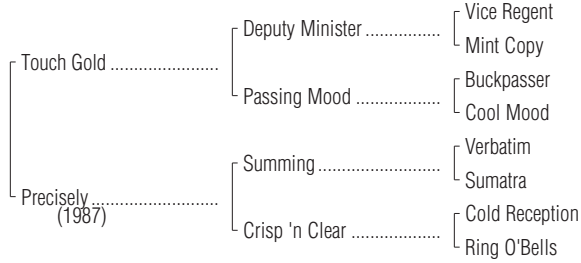 Vice Regent
Deputy Minister ..................
Mint Copy
Touch Gold ..........................
Buckpasser
Passing Mood ....................
Cool Mood
Verbatim
Summing..............................
Sumatra
Precisely..............................
(1987)
Cold Reception
Crisp 'n Clear .....................
Ring O'Bells